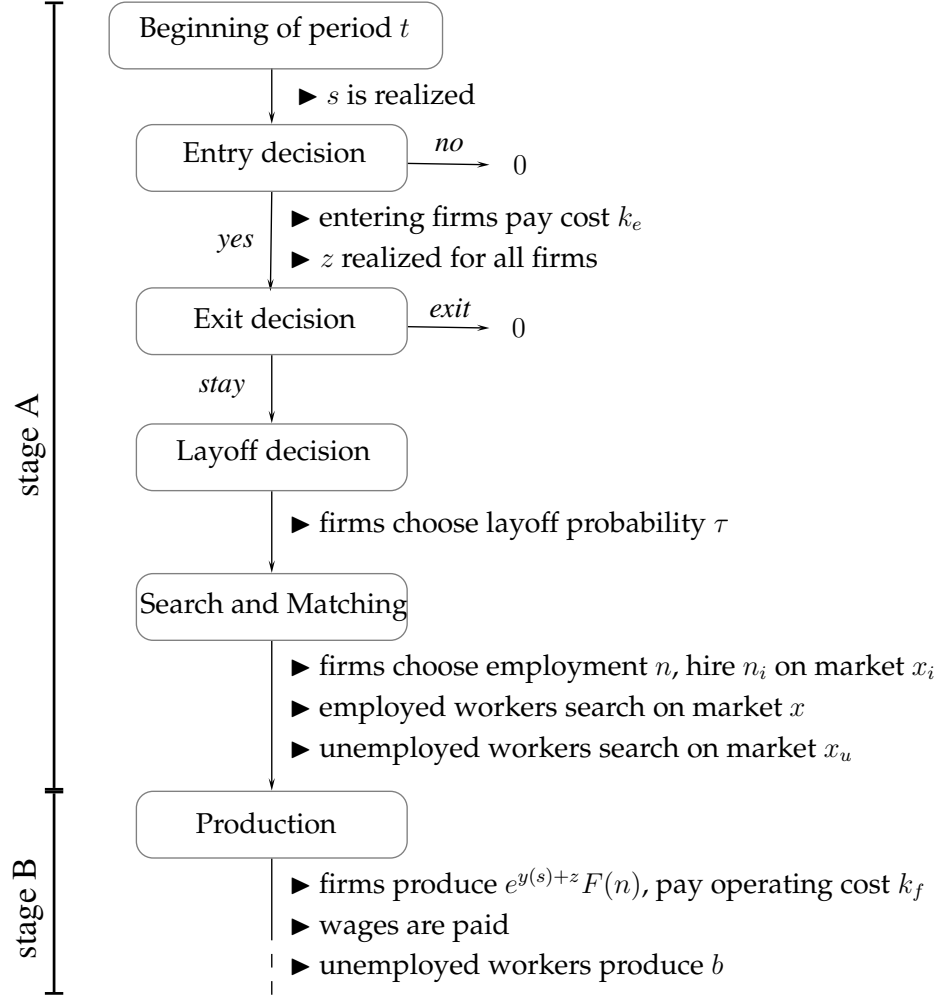 Beginning of period t
▶ s is realized
Entry decision
no
0
yes
▶ entering firms pay cost k_e
▶ z realized for all firms
Exit decision
exit
0
stay
Layoff decision
▶ firms choose layoff probability τ
Search and Matching
▶ firms choose employment n, hire n_i on market x_i
▶ employed workers search on market x
▶ unemployed workers search on market x_u
stage A
Production
▶ firms produce e^{y(s)+z}F(n), pay operating cost k_f
▶ wages are paid
▶ unemployed workers produce b
stage B